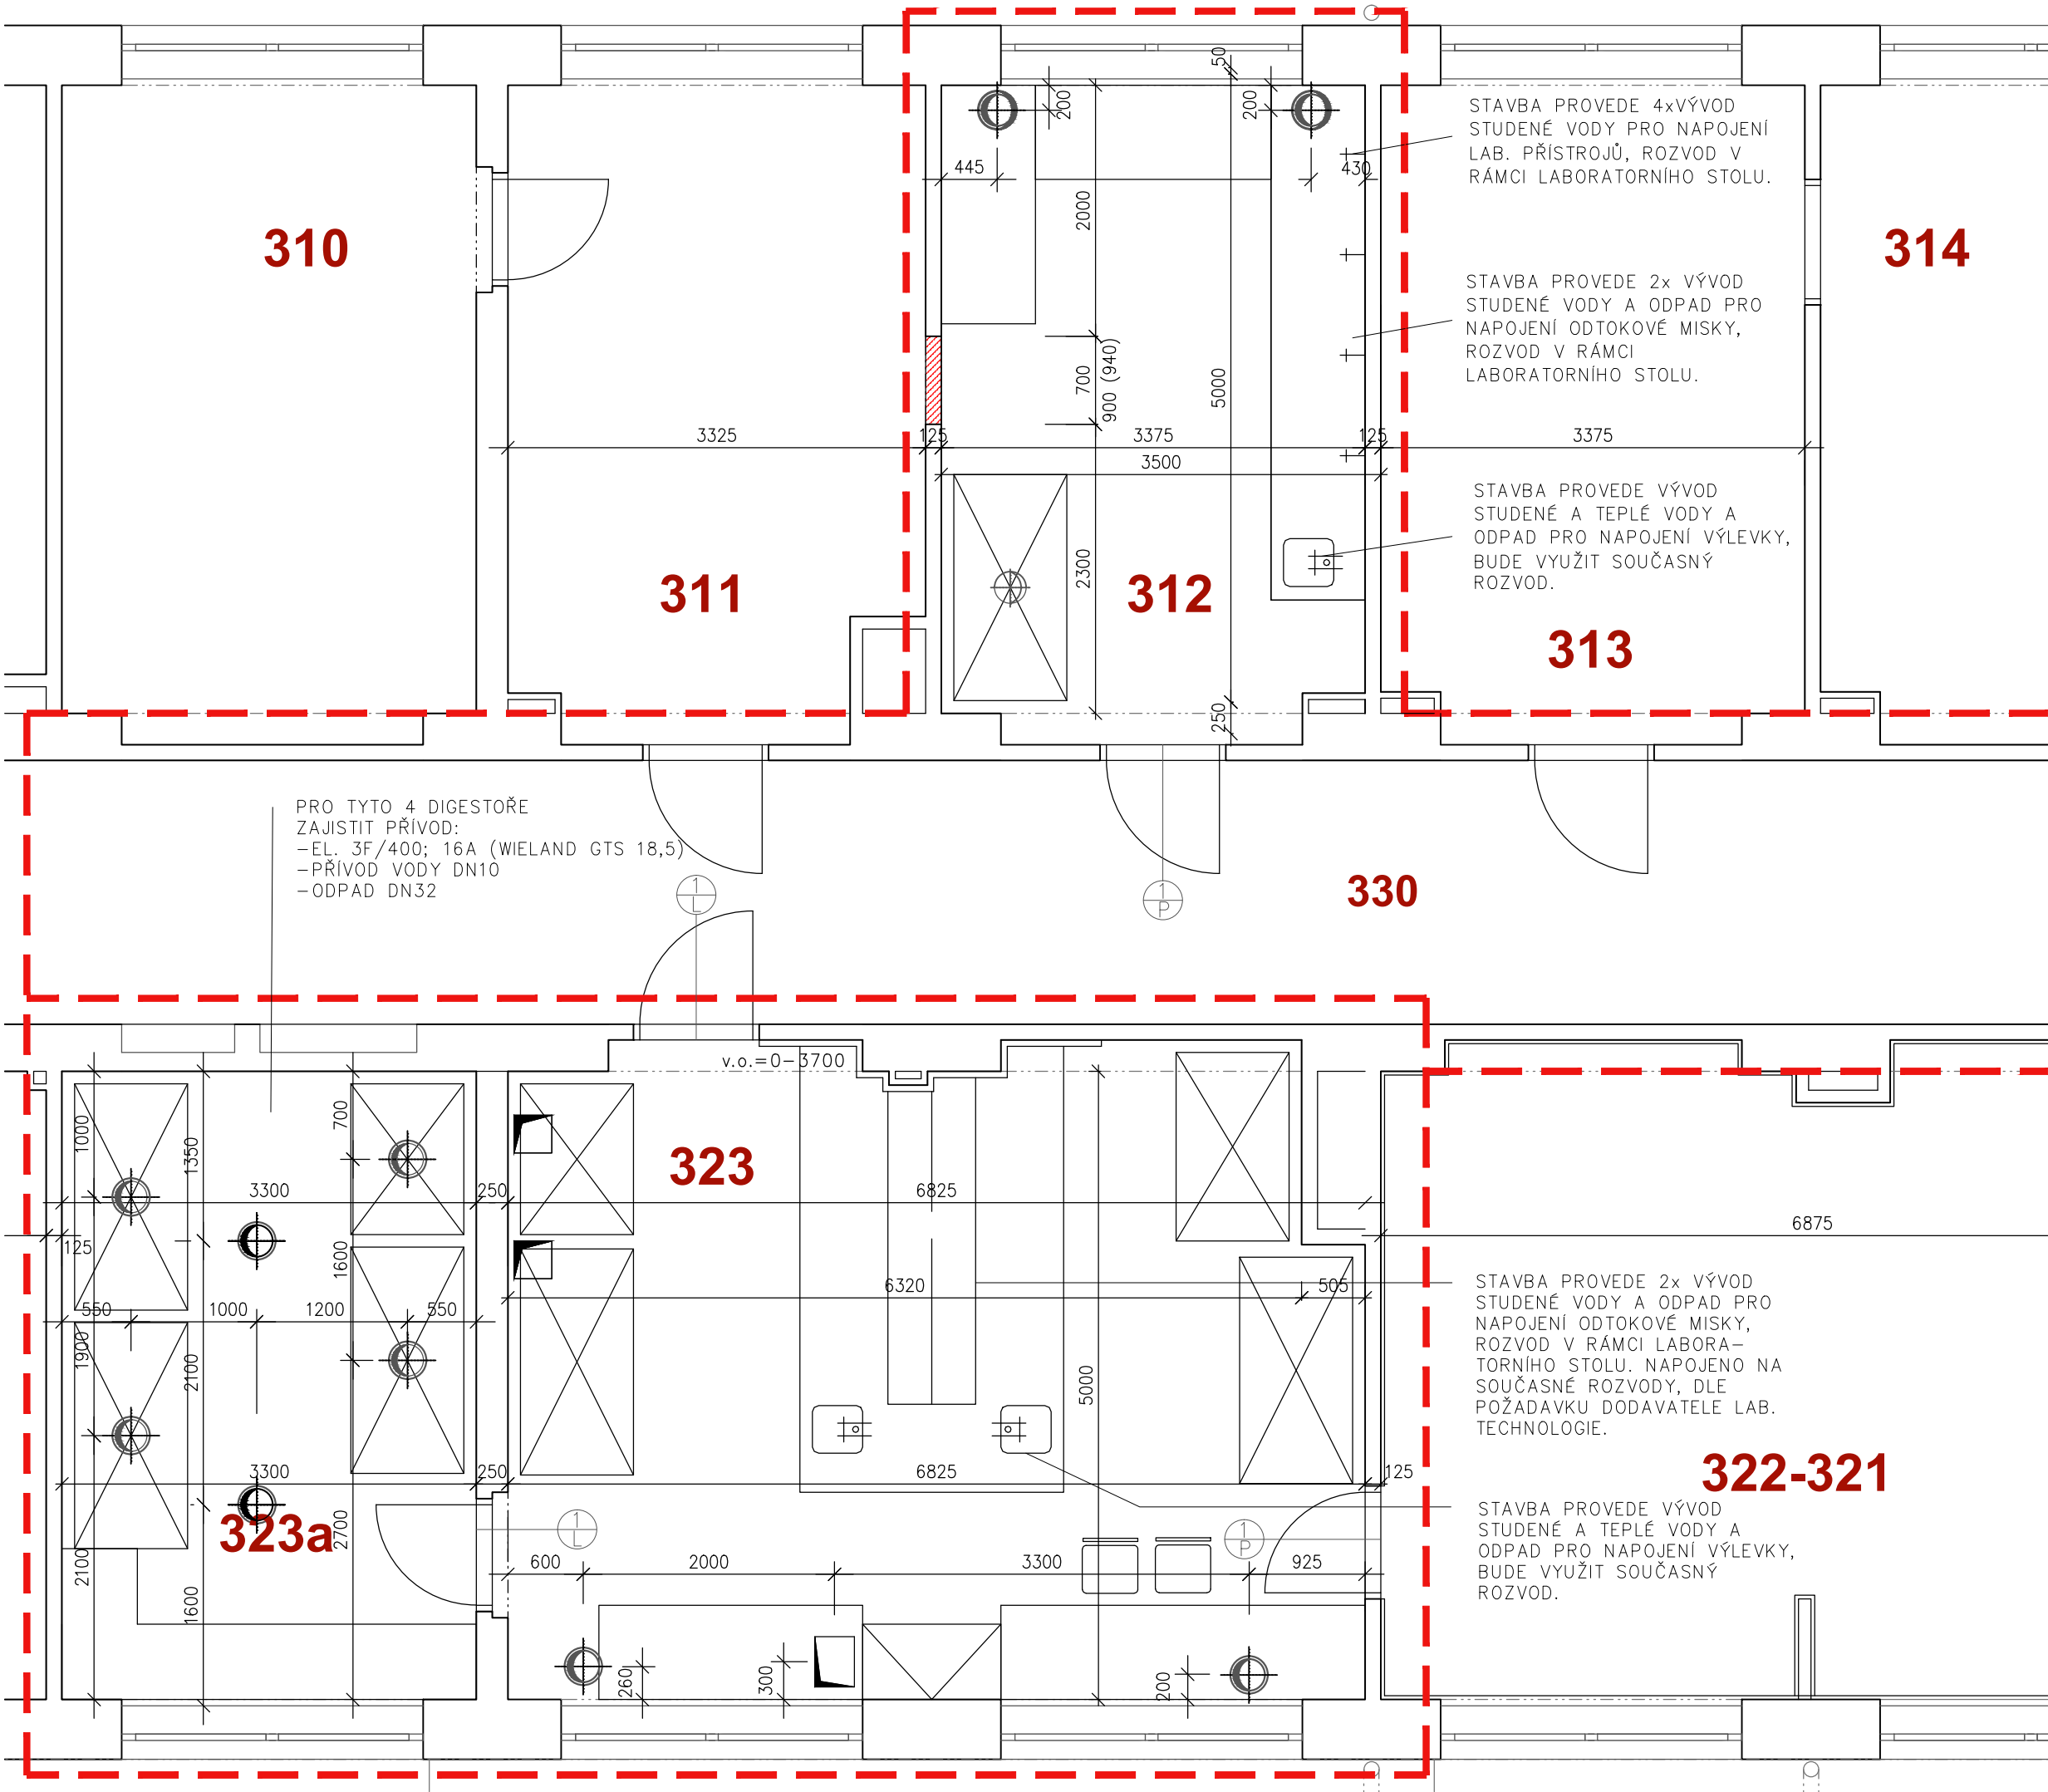 50
200
200
STAVBA PROVEDE 4xVÝVOD
STUDENÉ VODY PRO NAPOJENÍ
LAB. PŘÍSTROJŮ, ROZVOD V
RÁMCI LABORATORNÍHO STOLU.
445
430
2000
310
314
STAVBA PROVEDE 2x VÝVOD
STUDENÉ VODY A ODPAD PRO
NAPOJENÍ ODTOKOVÉ MISKY,
ROZVOD V RÁMCI
LABORATORNÍHO STOLU.
700
900 (940)
5000
3325
125
3375
125
3375
3500
STAVBA PROVEDE VÝVOD
STUDENÉ A TEPLÉ VODY A
ODPAD PRO NAPOJENÍ VÝLEVKY,
BUDE VYUŽIT SOUČASNÝ
ROZVOD.
2300
311
312
313
250
PRO TYTO 4 DIGESTOŘE
ZAJISTIT PŘÍVOD:
-EL. 3F/400; 16A (WIELAND GTS 18,5)
-PŘÍVOD VODY DN10
-ODPAD DN32
1
L
1
P
330
v.o.=0-3700
1000
1350
700
323
3300
250
6825
125
1600
6875
6320
505
550
1000
1200
550
STAVBA PROVEDE 2x VÝVOD
STUDENÉ VODY A ODPAD PRO
NAPOJENÍ ODTOKOVÉ MISKY,
ROZVOD V RÁMCI LABORA-
TORNÍHO STOLU. NAPOJENO NA
SOUČASNÉ ROZVODY, DLE
POŽADAVKU DODAVATELE LAB.
TECHNOLOGIE.
1900
2100
5000
3300
250
6825
125
322-321
STAVBA PROVEDE VÝVOD
STUDENÉ A TEPLÉ VODY A
ODPAD PRO NAPOJENÍ VÝLEVKY,
BUDE VYUŽIT SOUČASNÝ
ROZVOD.
323a
2700
1
L
1
P
2100
600
2000
3300
925
1600
260
300
200